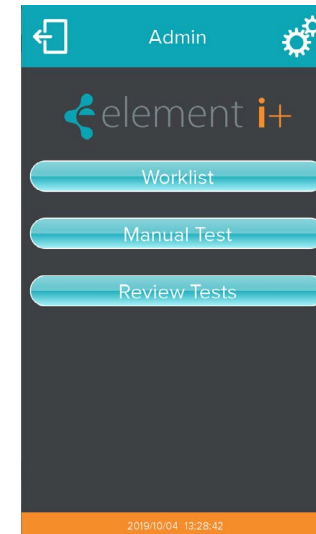 Admin
element i+
Worklist
Manual Test
Review Tests
2019/10/04 13:28:42